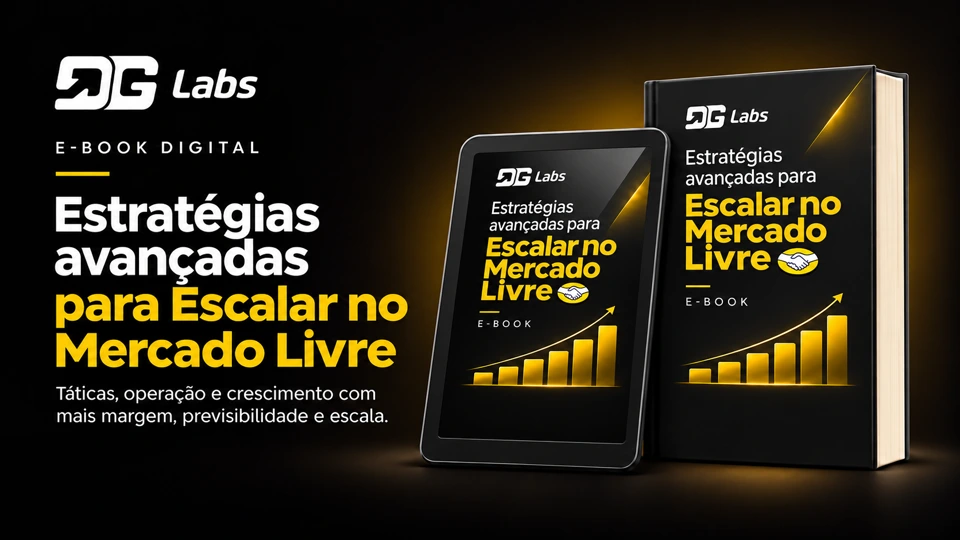 DG Labs
E-BOOK DIGITAL
Estratégias
avançadas
para Escalar no
Mercado Livre
Táticas, operação e crescimento com
mais margem, previsibilidade e escala.
DG Labs
Estratégias
avançadas para
Escalar no
Mercado
Livre
E-BOOK
DG Labs
Estratégias
avançadas para
Escalar no
Mercado
Livre
E-BOOK